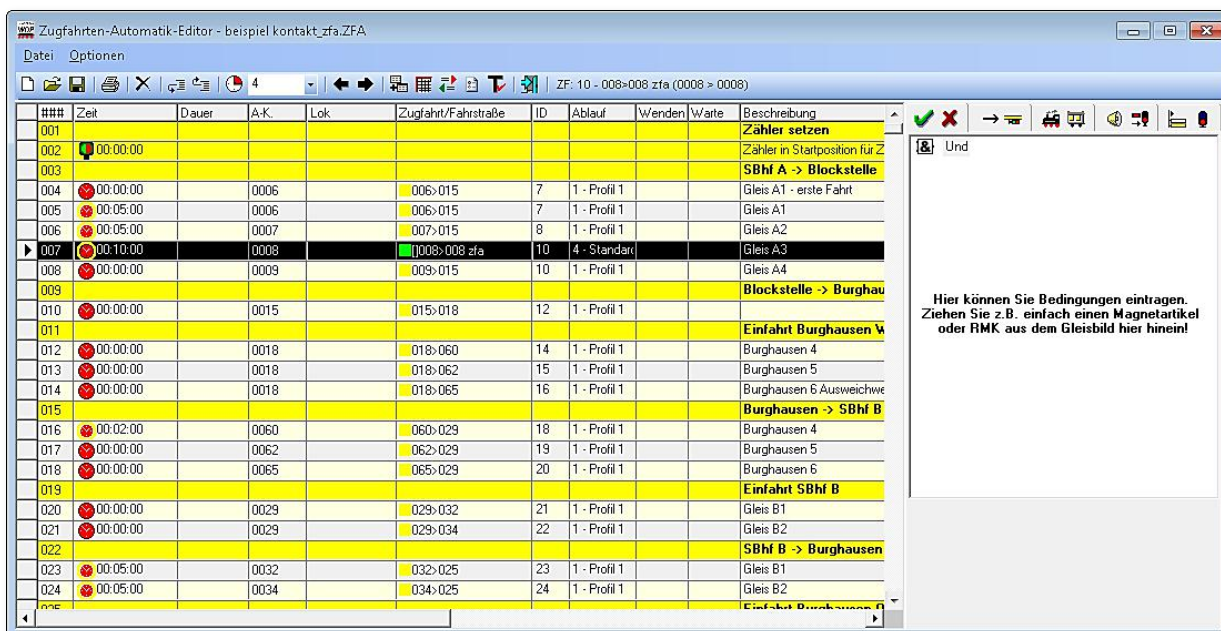 Zugfahrten-Automatik-Editor - beispiel kontakt_zfa.ZFA
Datei Optionen
4 ZF: 10 - 008>008 zfa (0008 > 0008)
### Zeit Dauer A-K. Lok Zugfahrt/Fahrstraße ID Ablauf Wenden Warte Beschreibung
001 Zähler setzen
002 00:00:00 Zähler in Startposition für Z
003 SBhf A -> Blockstelle
004 00:00:00 0006 006>015 7 1 - Profil 1 Gleis A1 - erste Fahrt
005 00:05:00 0006 006>015 7 1 - Profil 1 Gleis A1
006 00:05:00 0007 007>015 8 1 - Profil 1 Gleis A2
007 00:10:00 0008 []008>008 zfa 10 4 - Standard Gleis A3
008 00:00:00 0009 009>015 10 1 - Profil 1 Gleis A4
009 Blockstelle -> Burghau
010 00:00:00 0015 015>018 12 1 - Profil 1
011 Einfahrt Burghausen W
012 00:00:00 0018 018>060 14 1 - Profil 1 Burghausen 4
013 00:00:00 0018 018>062 15 1 - Profil 1 Burghausen 5
014 00:00:00 0018 018>065 16 1 - Profil 1 Burghausen 6 Ausweichwe
015 Burghausen -> SBhf B
016 00:02:00 0060 060>029 18 1 - Profil 1 Burghausen 4
017 00:00:00 0062 062>029 19 1 - Profil 1 Burghausen 5
018 00:00:00 0065 065>029 20 1 - Profil 1 Burghausen 6
019 Einfahrt SBhf B
020 00:00:00 0029 029>032 21 1 - Profil 1 Gleis B1
021 00:00:00 0029 029>034 22 1 - Profil 1 Gleis B2
022 SBhf B -> Burghausen
023 00:05:00 0032 032>025 23 1 - Profil 1 Gleis B1
024 00:05:00 0034 034>025 24 1 - Profil 1 Gleis B2
025 Einfahrt Burghausen O
& Und
Hier können Sie Bedingungen eintragen.
Ziehen Sie z.B. einfach einen Magnetartikel
oder RMK aus dem Gleisbild hier hinein!